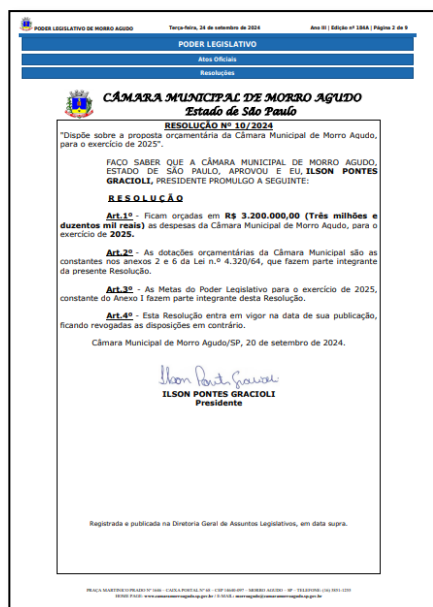 PODER LEGISLATIVO DE MORRO AGUDO Terça-feira, 24 de setembro de 2024 Ano III | Edição nº 184A | Página 2 de 9
PODER LEGISLATIVO
Atos Oficiais
Resoluções
CÂMARA MUNICIPAL DE MORRO AGUDO
Estado de São Paulo
RESOLUÇÃO Nº 10/2024
"Dispõe sobre a proposta orçamentária da Câmara Municipal de Morro Agudo,
para o exercício de 2025".
FAÇO SABER QUE A CÂMARA MUNICIPAL DE MORRO AGUDO,
ESTADO DE SÃO PAULO, APROVOU E EU, ILSON PONTES
GRACIOLI, PRESIDENTE PROMULGO A SEGUINTE:
R E S O L U Ç Ã O
Art.1º - Ficam orçadas em R$ 3.200.000,00 (Três milhões e
duzentos mil reais) as despesas da Câmara Municipal de Morro Agudo, para o
exercício de 2025.
Art.2º - As dotações orçamentárias da Câmara Municipal são as
constantes nos anexos 2 e 6 da Lei n.º 4.320/64, que fazem parte integrante
da presente Resolução.
Art.3º - As Metas do Poder Legislativo para o exercício de 2025,
constante do Anexo I fazem parte integrante desta Resolução.
Art.4º - Esta Resolução entra em vigor na data de sua publicação,
ficando revogadas as disposições em contrário.
Câmara Municipal de Morro Agudo/SP, 20 de setembro de 2024.
Ilson Pontes Gracioli
ILSON PONTES GRACIOLI
Presidente
Registrada e publicada na Diretoria Geral de Assuntos Legislativos, em data supra.